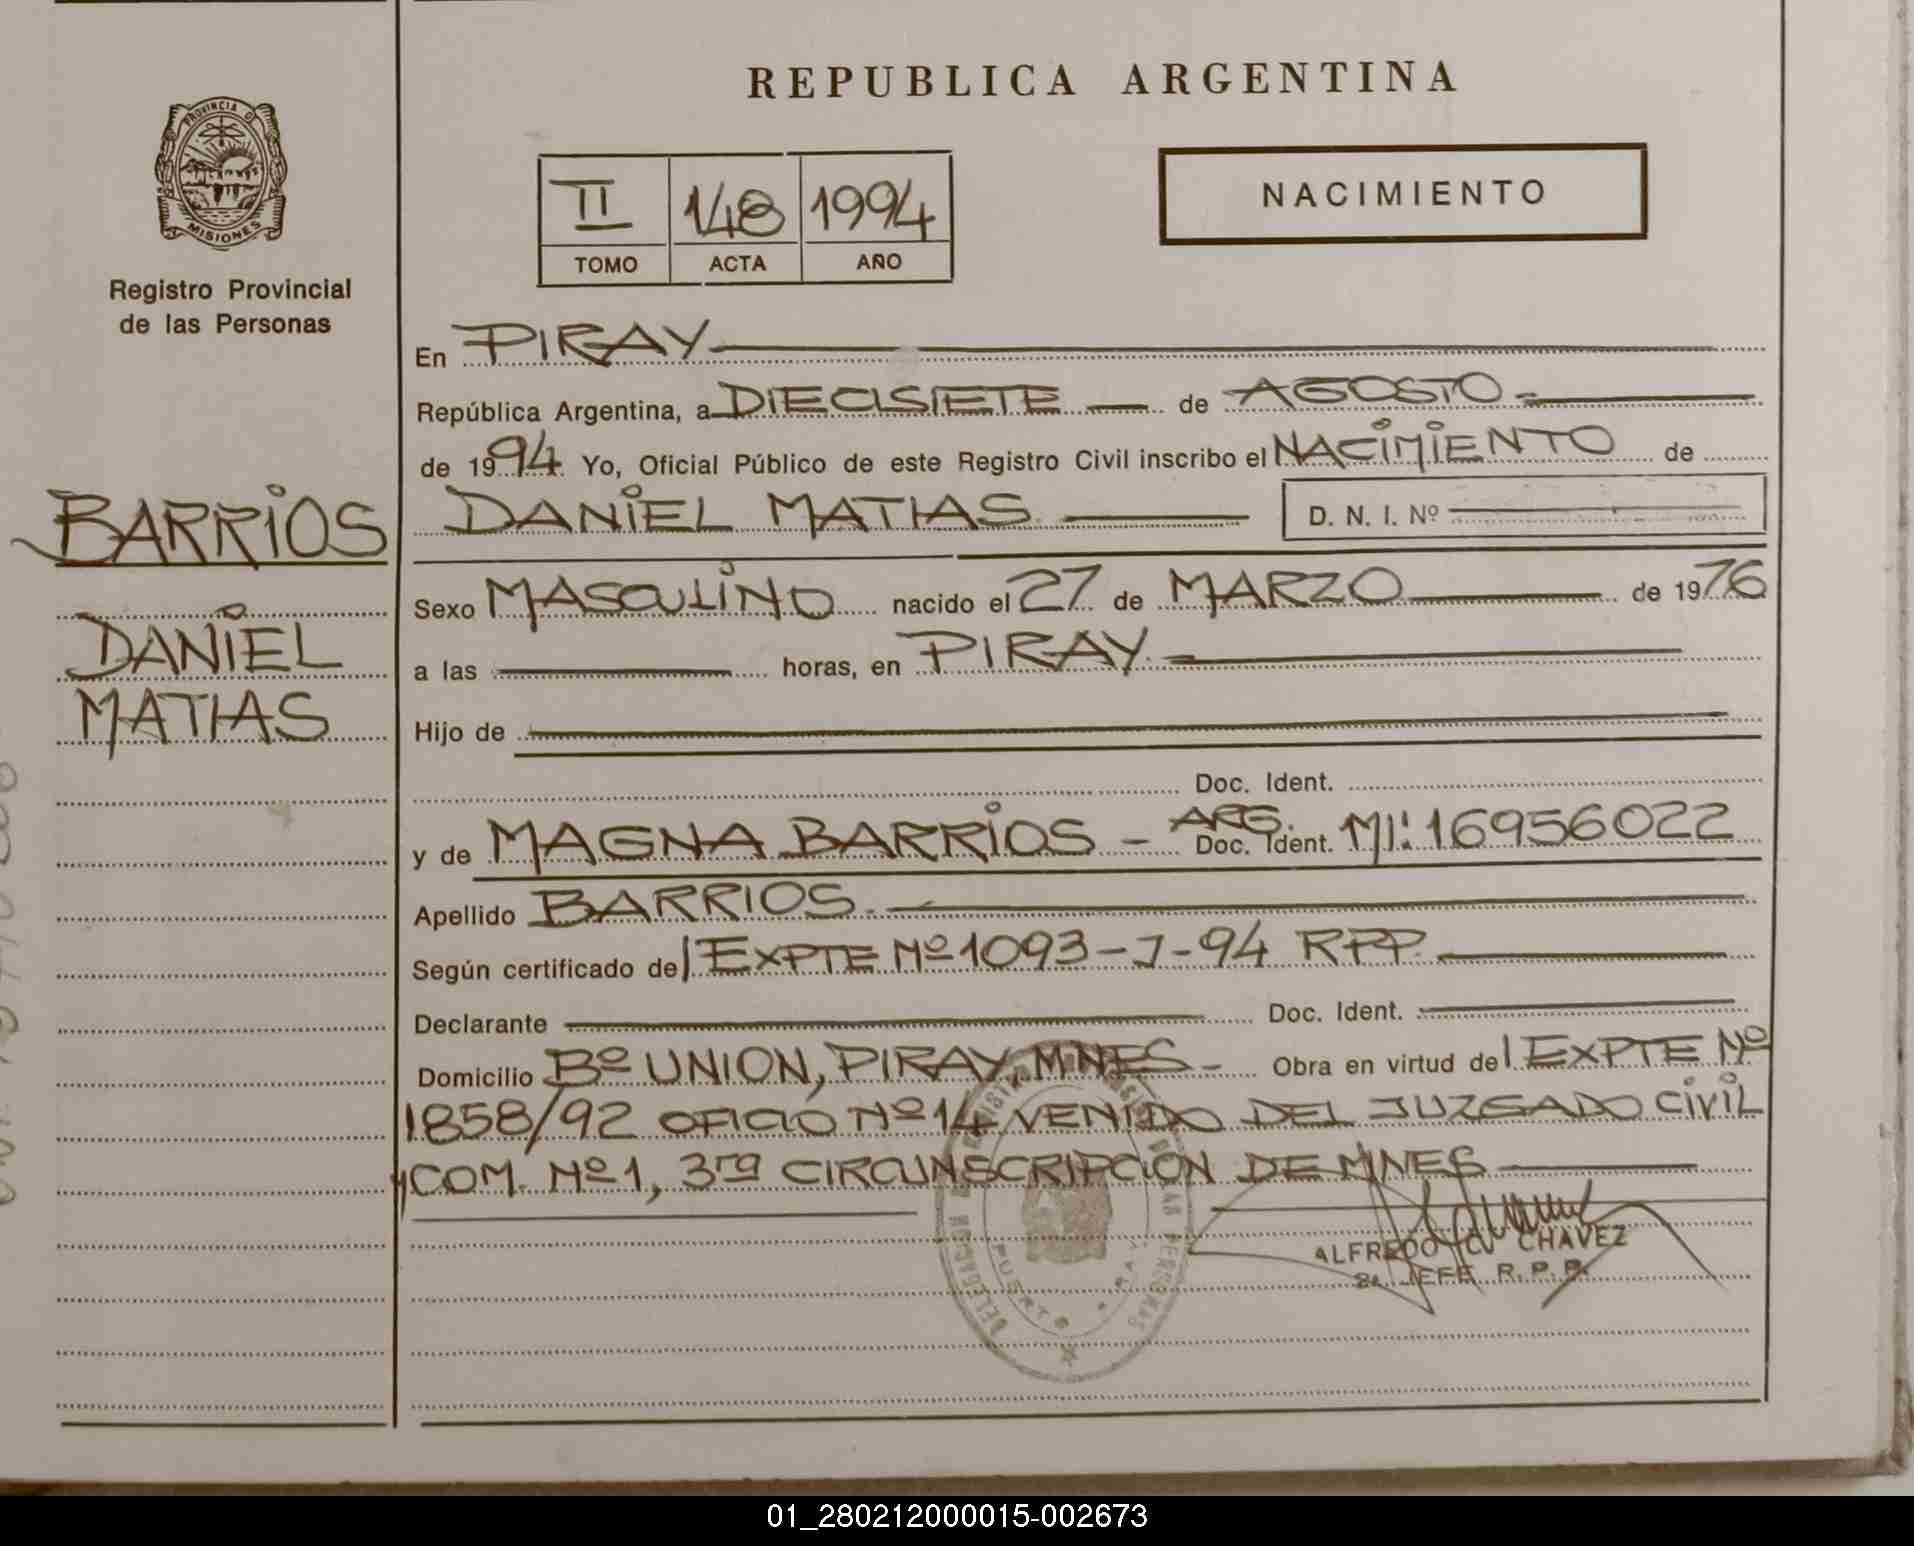 REPUBLICA ARGENTINA
PROVINCIA D
MISIONES
Registro Provincial
de las Personas
II 148 1994
TOMO ACTA AÑO
NACIMIENTO
En PIRAY
República Argentina, a DIECISIETE de AGOSTO
de 1994 Yo, Oficial Público de este Registro Civil inscribo el NACIMIENTO de
DANIEL MATIAS D. N. I. Nº
BARRIOS
DANIEL
MATIAS
Sexo MASCULINO nacido el 27 de MARZO de 1976
a las horas, en PIRAY
Hijo de
Doc. Ident.
y de MAGNA BARRIOS - ARG. Doc. Ident. MI: 16956022
Apellido BARRIOS.
Según certificado de l EXPTE Nº 1093-J-94 RPP.
Declarante Doc. Ident.
Domicilio Bº UNION, PIRAY, MNES - Obra en virtud de l EXPTE Nº
1858/92 OFICIO Nº 14 VENIDO DEL JUZGADO CIVIL
y COM. Nº 1, 3ra CIRCUNSCRIPCION DE MNES
ALFREDO CHAVEZ
JEFE R.P.P.
PUERTO PIRAY
01_280212000015-002673